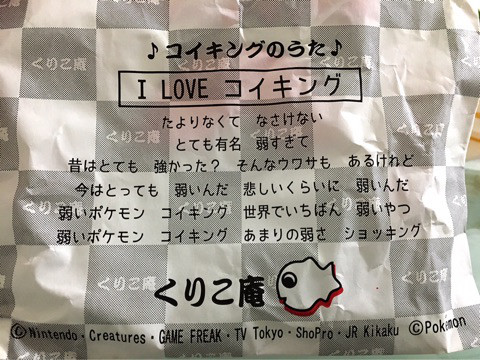 ♪コイキングのうた♪
I LOVE コイキング
たよりなくて なさけない
とても有名 弱すぎて
昔はとても 強かった? そんなウワサも あるけれど
今はとっても 弱いんだ 悲しいくらいに 弱いんだ
弱いポケモン コイキング 世界でいちばん 弱いやつ
弱いポケモン コイキング あまりの弱さ ショッキング
くりこ庵
©Nintendo・Creatures・GAME FREAK・TV Tokyo・ShoPro・JR Kikaku ©Pokémon